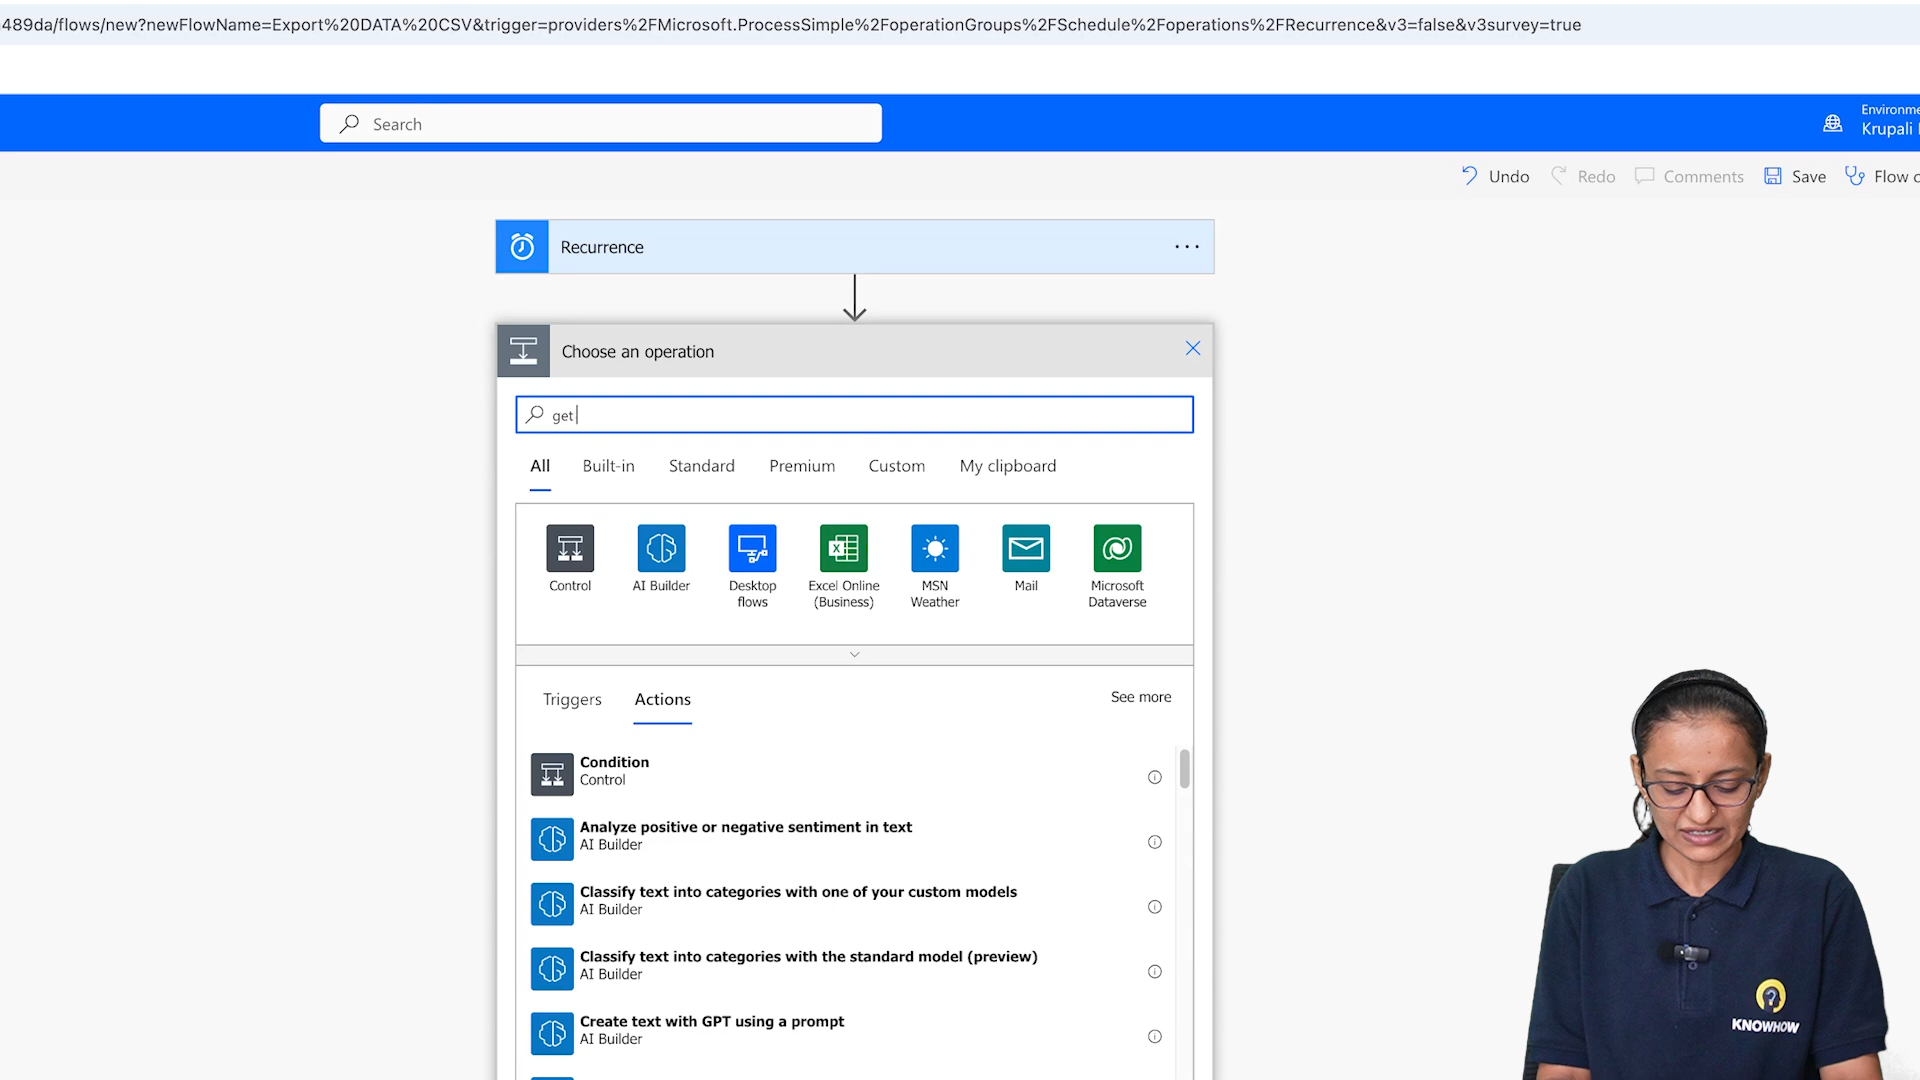 489da/flows/new?newFlowName=Export%20DATA%20CSV&trigger=providers%2FMicrosoft.ProcessSimple%2FoperationGroups%2FSchedule%2Foperations%2FRecurrence&v3=false&v3survey=true
Search
Environme
Krupali
Undo
Redo
Comments
Save
Flow c
Recurrence
Choose an operation
get
All
Built-in
Standard
Premium
Custom
My clipboard
Control
AI Builder
Desktop
flows
Excel Online
(Business)
MSN
Weather
Mail
Microsoft
Dataverse
Triggers
Actions
See more
Condition
Control
Analyze positive or negative sentiment in text
AI Builder
Classify text into categories with one of your custom models
AI Builder
Classify text into categories with the standard model (preview)
AI Builder
Create text with GPT using a prompt
AI Builder
KNOWHOW